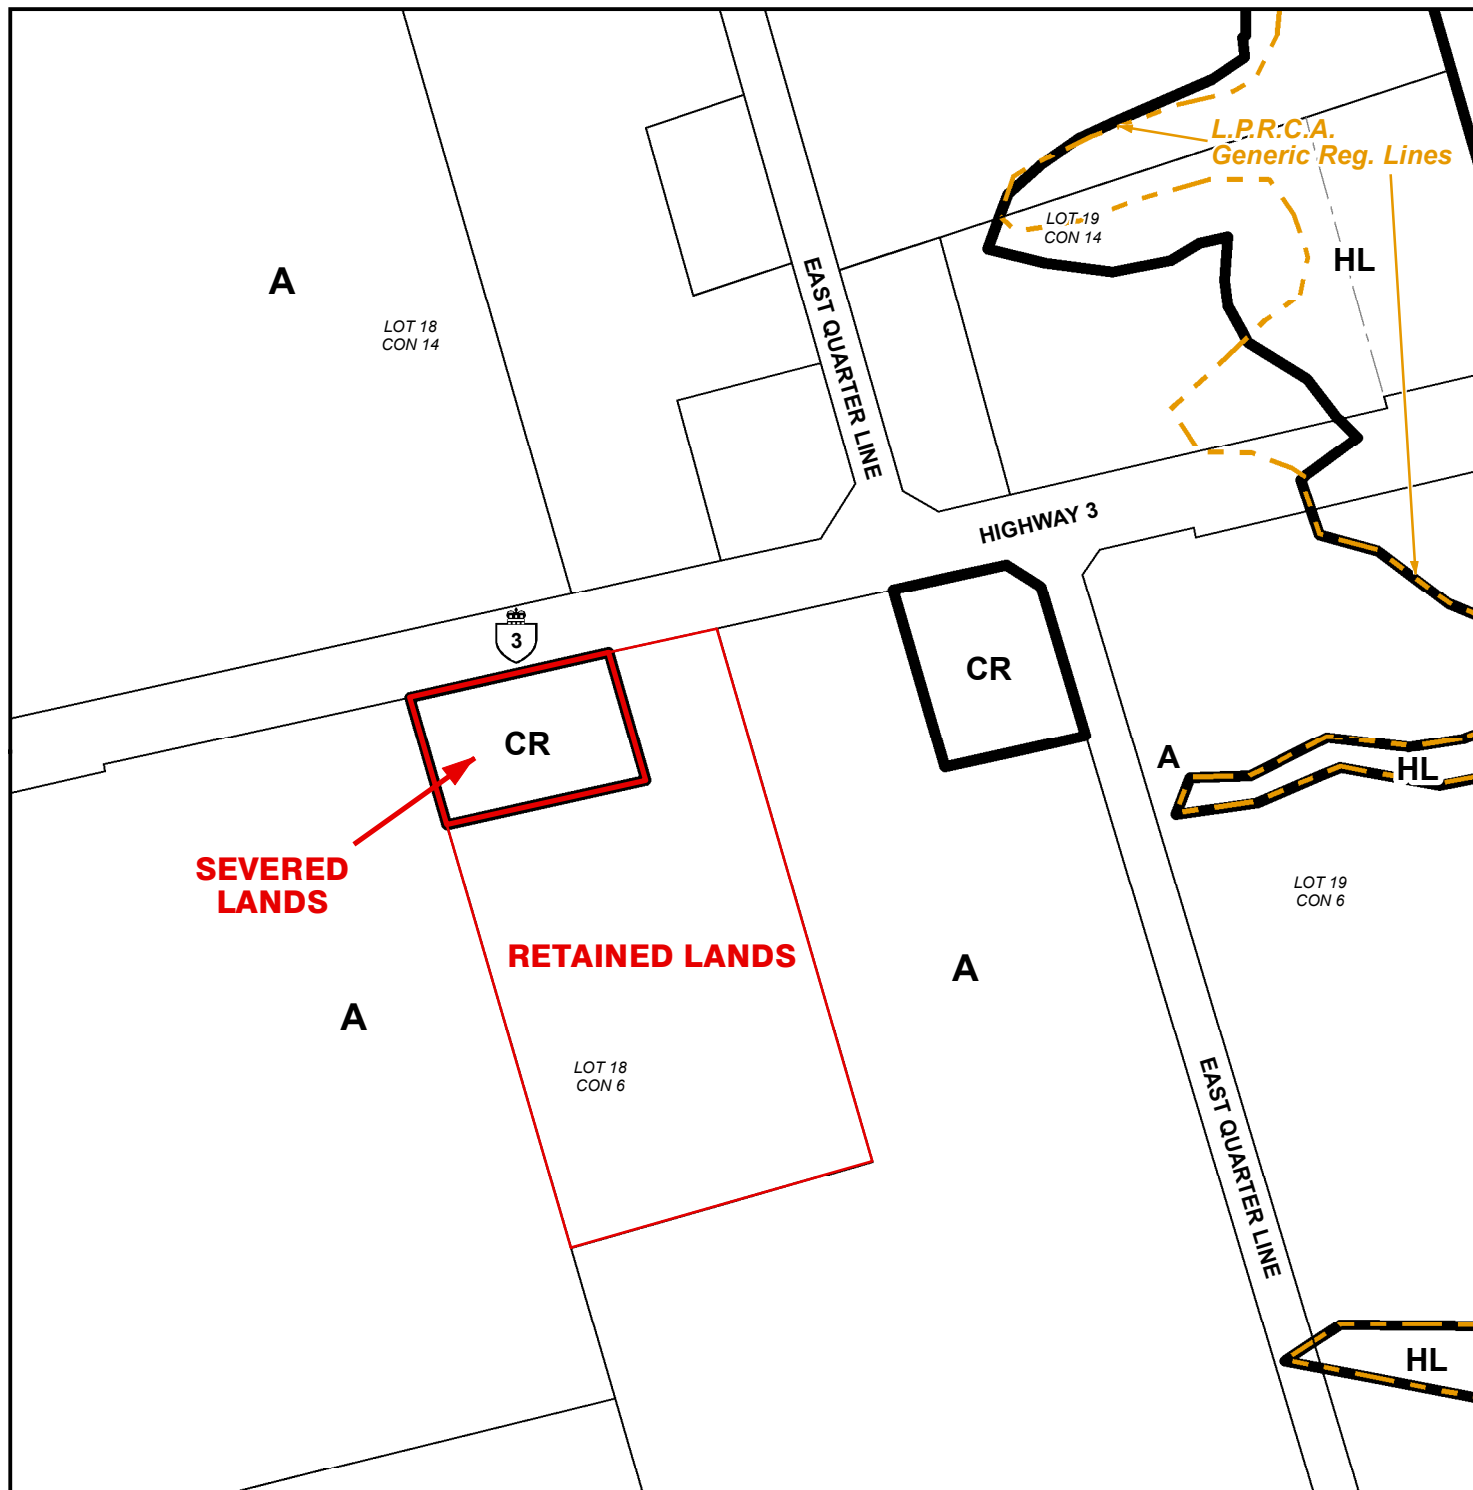 L.P.R.C.A.
Generic Reg. Lines
LOT 19
CON 14
HL
A
LOT 18
CON 14
EAST QUARTER LINE
HIGHWAY 3
3
CR
CR
A
HL
SEVERED
LANDS
LOT 19
CON 6
RETAINED LANDS
A
A
LOT 18
CON 6
EAST QUARTER LINE
HL